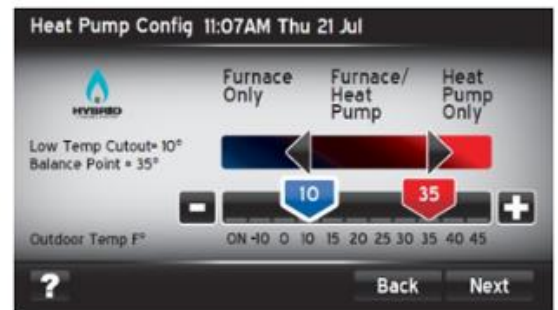 Heat Pump Config 11:07AM Thu 21 Jul
Furnace Only
Furnace/ Heat Pump
Heat Pump Only
HYBRID
Low Temp Cutout= 10°
Balance Point = 35°
- 10 35 +
Outdoor Temp F° ON -10 0 10 15 20 25 30 35 40 45
? Back Next